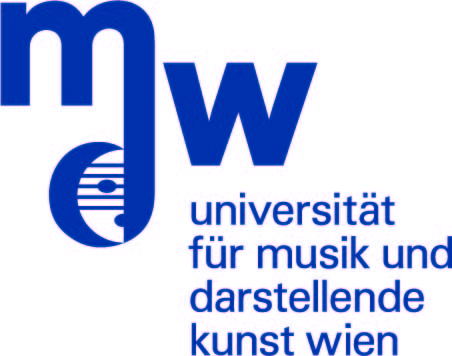 mdw
universität
für musik und
darstellende
kunst wien